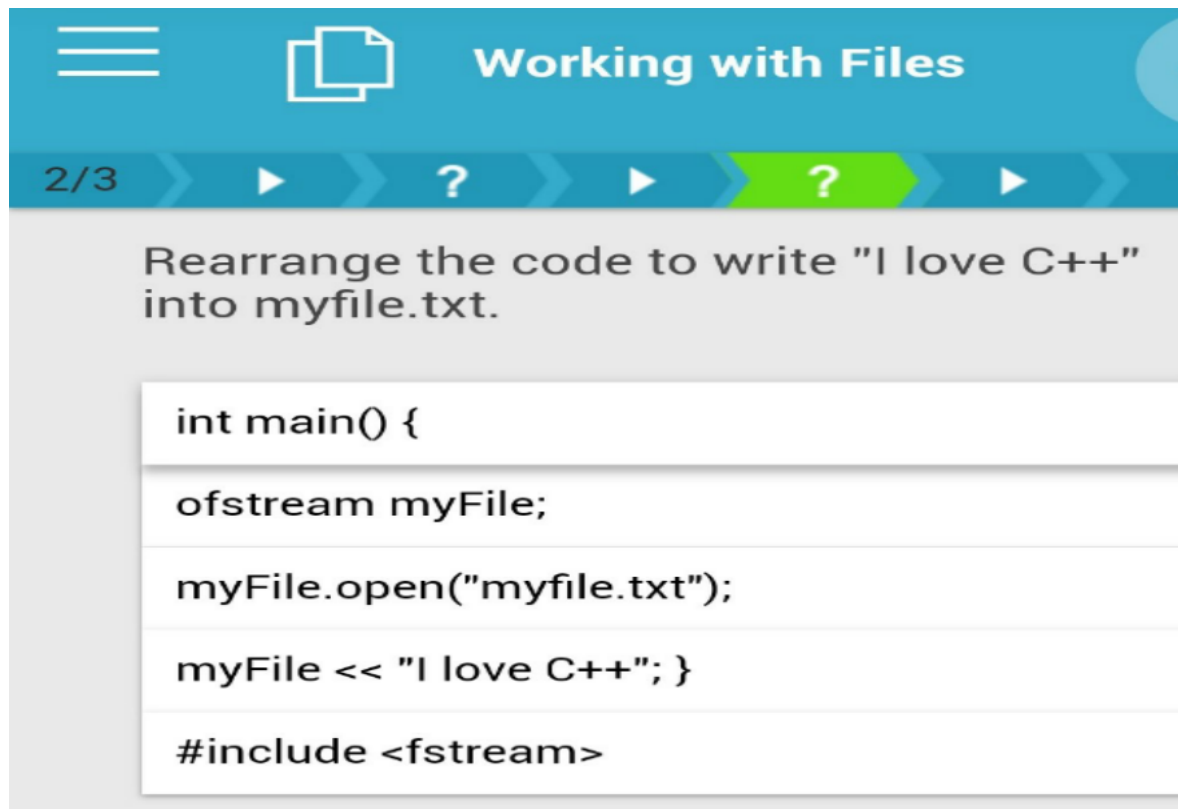 Working with Files
2/3 ? ?
Rearrange the code to write "I love C++"
into myfile.txt.
int main() {
ofstream myFile;
myFile.open("myfile.txt");
myFile << "I love C++"; }
#include <fstream>